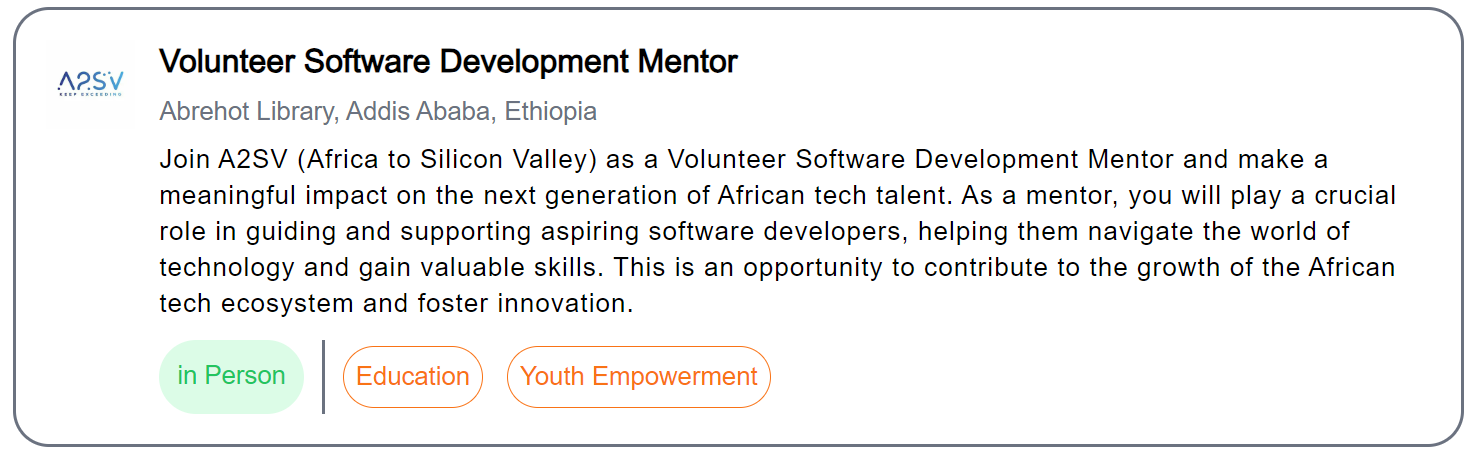 A2SV
KEEP EXCEEDING
Volunteer Software Development Mentor
Abrehot Library, Addis Ababa, Ethiopia
Join A2SV (Africa to Silicon Valley) as a Volunteer Software Development Mentor and make a
meaningful impact on the next generation of African tech talent. As a mentor, you will play a crucial
role in guiding and supporting aspiring software developers, helping them navigate the world of
technology and gain valuable skills. This is an opportunity to contribute to the growth of the African
tech ecosystem and foster innovation.
in Person
Education
Youth Empowerment